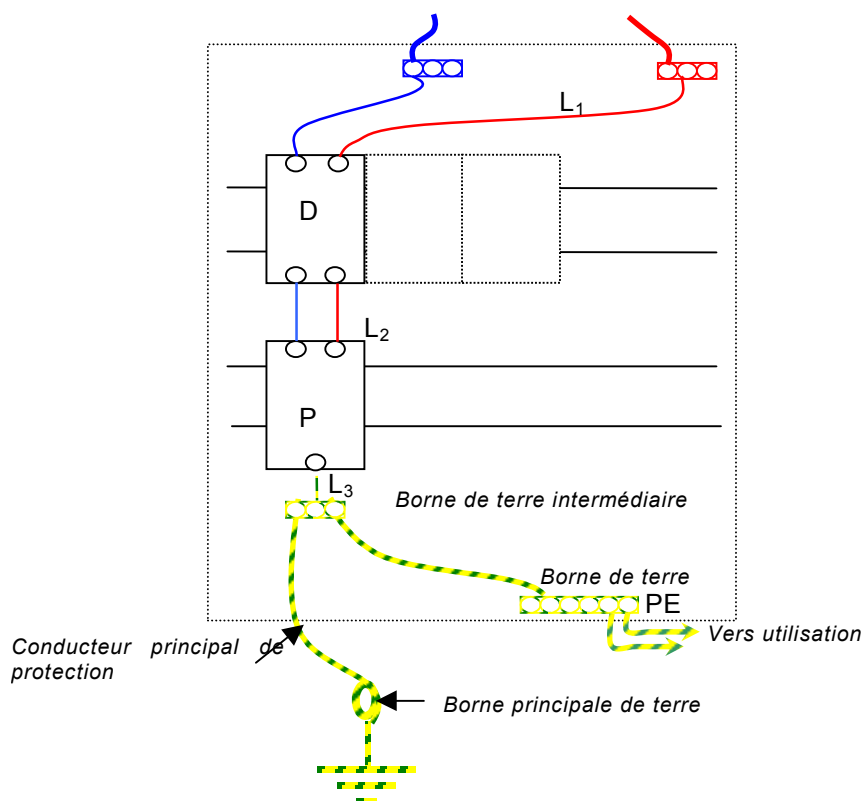 L1
D
L2
P
L3
Borne de terre intermédiaire
Borne de terre
PE
Vers utilisation
Conducteur principal de
protection
Borne principale de terre